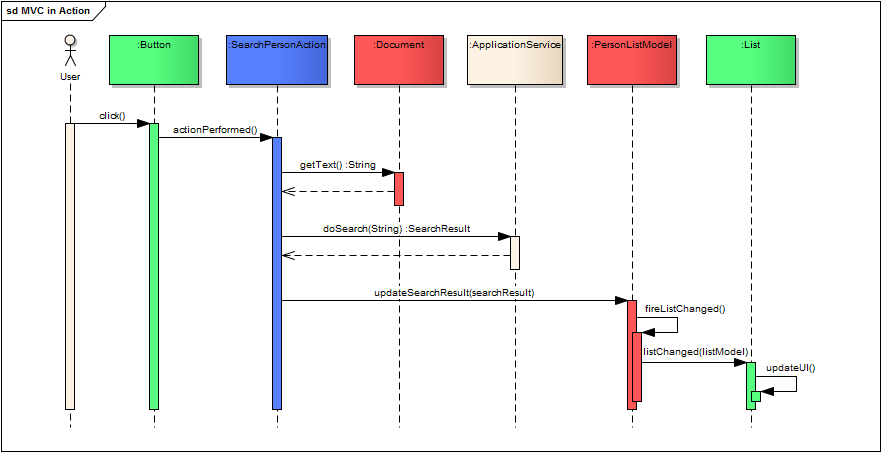 sd MVC in Action
User
:Button
:SearchPersonAction
:Document
:ApplicationService
:PersonListModel
:List
click()
actionPerformed()
getText() :String
doSearch(String) :SearchResult
updateSearchResult(searchResult)
fireListChanged()
listChanged(listModel)
updateUI()